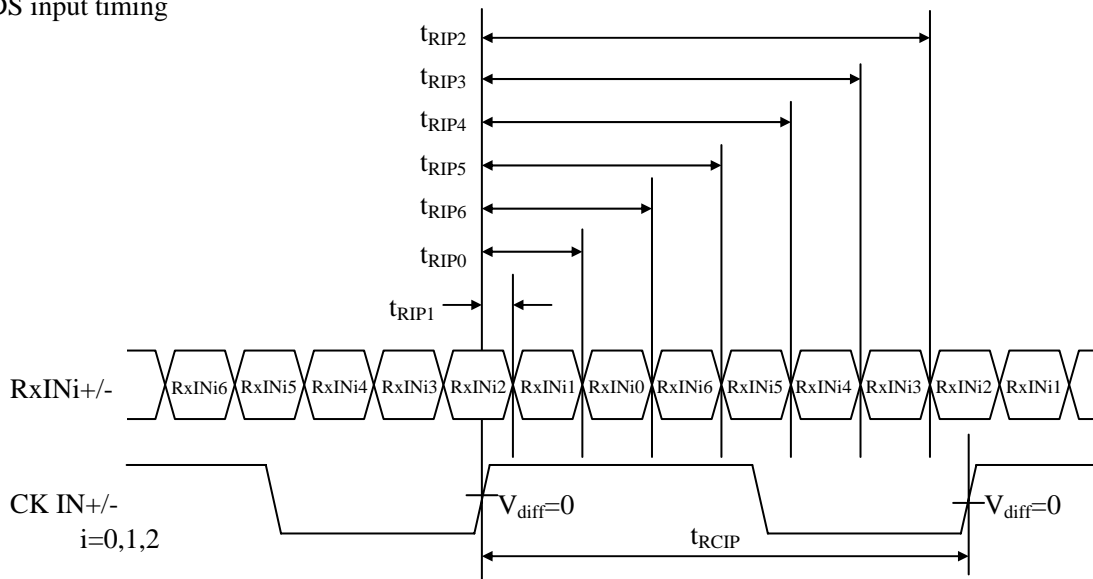 DS input timing
tRIP2
tRIP3
tRIP4
tRIP5
tRIP6
tRIP0
tRIP1
RxINi+/- RxINi6 RxINi5 RxINi4 RxINi3 RxINi2 RxINi1 RxINi0 RxINi6 RxINi5 RxINi4 RxINi3 RxINi2 RxINi1
CK IN+/- Vdiff=0 Vdiff=0
i=0,1,2 tRCIP